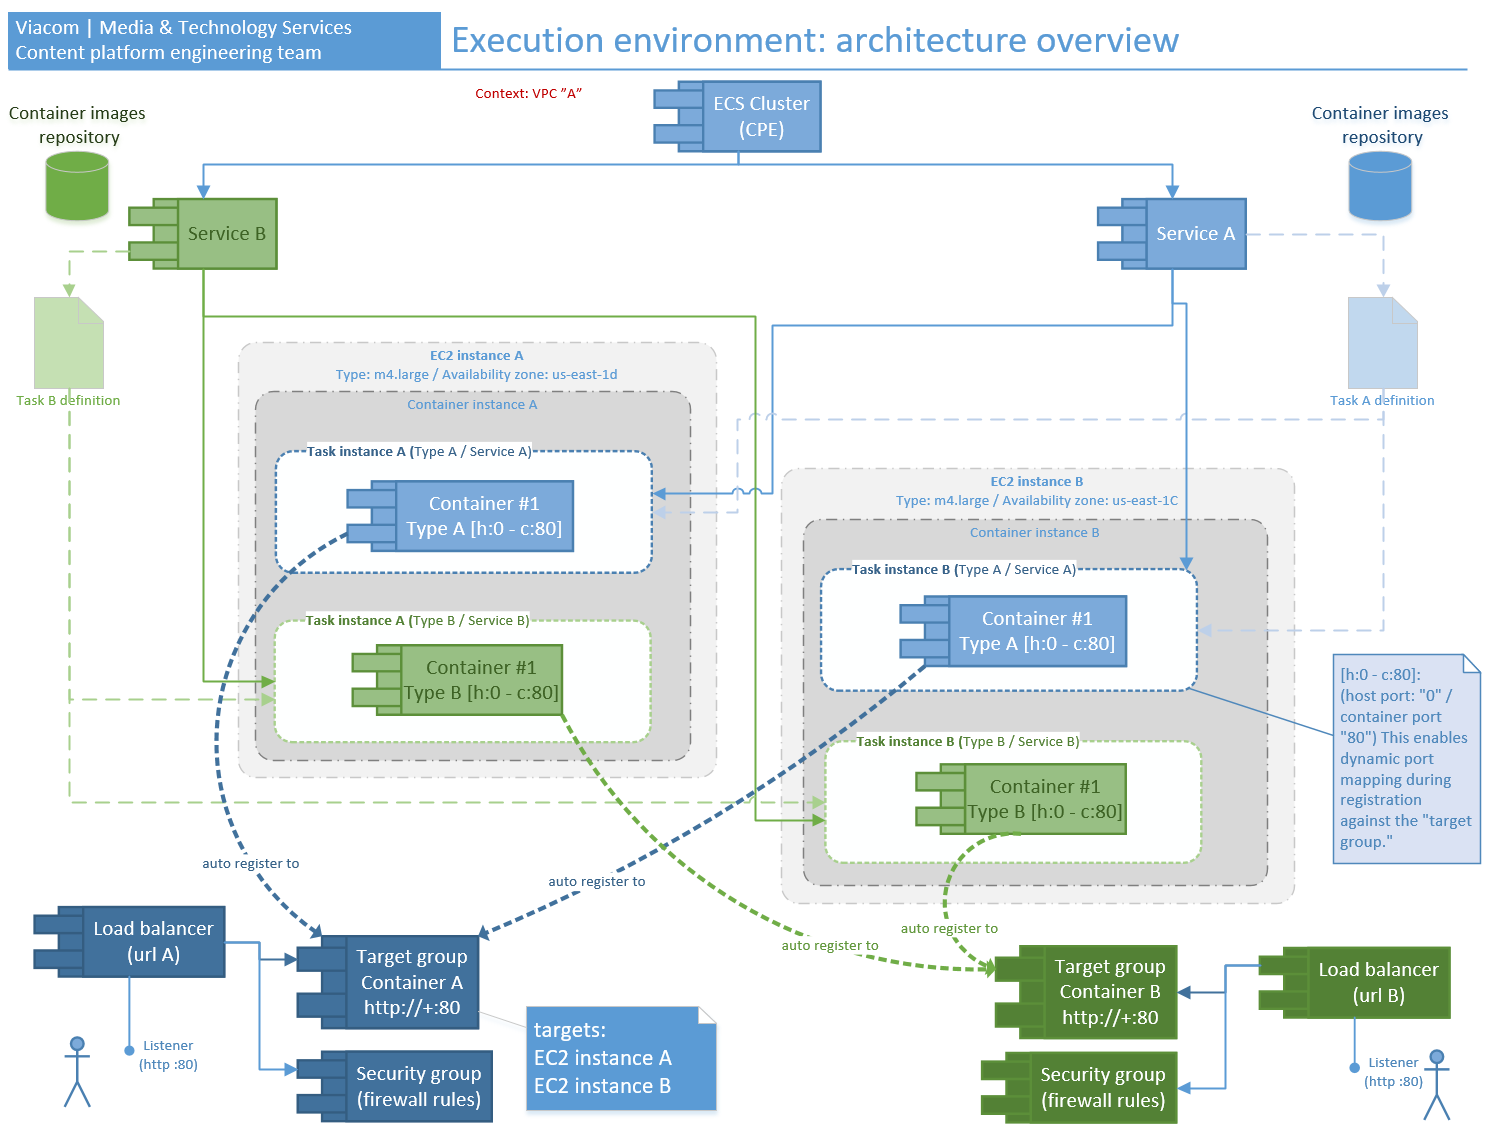 Viacom | Media & Technology Services
Content platform engineering team
Execution environment: architecture overview
Context: VPC "A"
ECS Cluster
(CPE)
Container images
repository
Container images
repository
Service B
Service A
Task B definition
Task A definition
EC2 instance A
Type: m4.large / Availability zone: us-east-1d
Container instance A
Task instance A (Type A / Service A)
Container #1
Type A [h:0 - c:80]
Task instance A (Type B / Service B)
Container #1
Type B [h:0 - c:80]
EC2 instance B
Type: m4.large / Availability zone: us-east-1C
Container instance B
Task instance B (Type A / Service A)
Container #1
Type A [h:0 - c:80]
Task instance B (Type B / Service B)
Container #1
Type B [h:0 - c:80]
[h:0 - c:80]:
(host port: "0" /
container port
"80") This enables
dynamic port
mapping during
registration
against the "target
group."
auto register to
auto register to
auto register to
auto register to
Load balancer
(url A)
Target group
Container A
http://+:80
Listener
(http :80)
Security group
(firewall rules)
targets:
EC2 instance A
EC2 instance B
Target group
Container B
http://+:80
Load balancer
(url B)
Listener
(http :80)
Security group
(firewall rules)